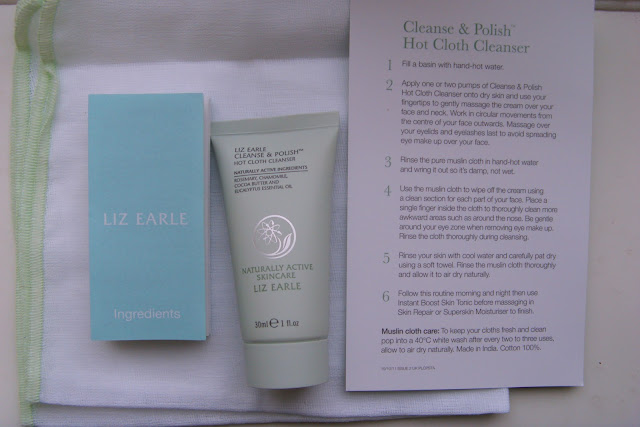 LIZ EARLE
Ingredients
LIZ EARLE
CLEANSE & POLISH™
HOT CLOTH CLEANSER
NATURALLY ACTIVE INGREDIENTS
ROSEMARY, CHAMOMILE,
COCOA BUTTER AND
EUCALYPTUS ESSENTIAL OIL
NATURALLY ACTIVE
SKINCARE
LIZ EARLE
30ml e 1 fl oz
Cleanse & Polish™
Hot Cloth Cleanser
1 Fill a basin with hand-hot water.
2 Apply one or two pumps of Cleanse & Polish
Hot Cloth Cleanser onto dry skin and use your
fingertips to gently massage the cream over your
face and neck. Work in circular movements from
the centre of your face outwards. Massage over
your eyelids and eyelashes last to avoid spreading
eye make up over your face.
3 Rinse the pure muslin cloth in hand-hot water
and wring it out so it's damp, not wet.
4 Use the muslin cloth to wipe off the cream using
a clean section for each part of your face. Place a
single finger inside the cloth to thoroughly clean more
awkward areas such as around the nose. Be gentle
around your eye zone when removing eye make up.
Rinse the cloth thoroughly during cleansing.
5 Rinse your skin with cool water and carefully pat dry
using a soft towel. Rinse the muslin cloth thoroughly
and allow it to air dry naturally.
6 Follow this routine morning and night then use
Instant Boost Skin Tonic before massaging in
Skin Repair or Superskin Moisturiser to finish.
Muslin cloth care: To keep your cloths fresh and clean
pop into a 40°C white wash after every two to three uses,
allow to air dry naturally. Made in India. Cotton 100%.